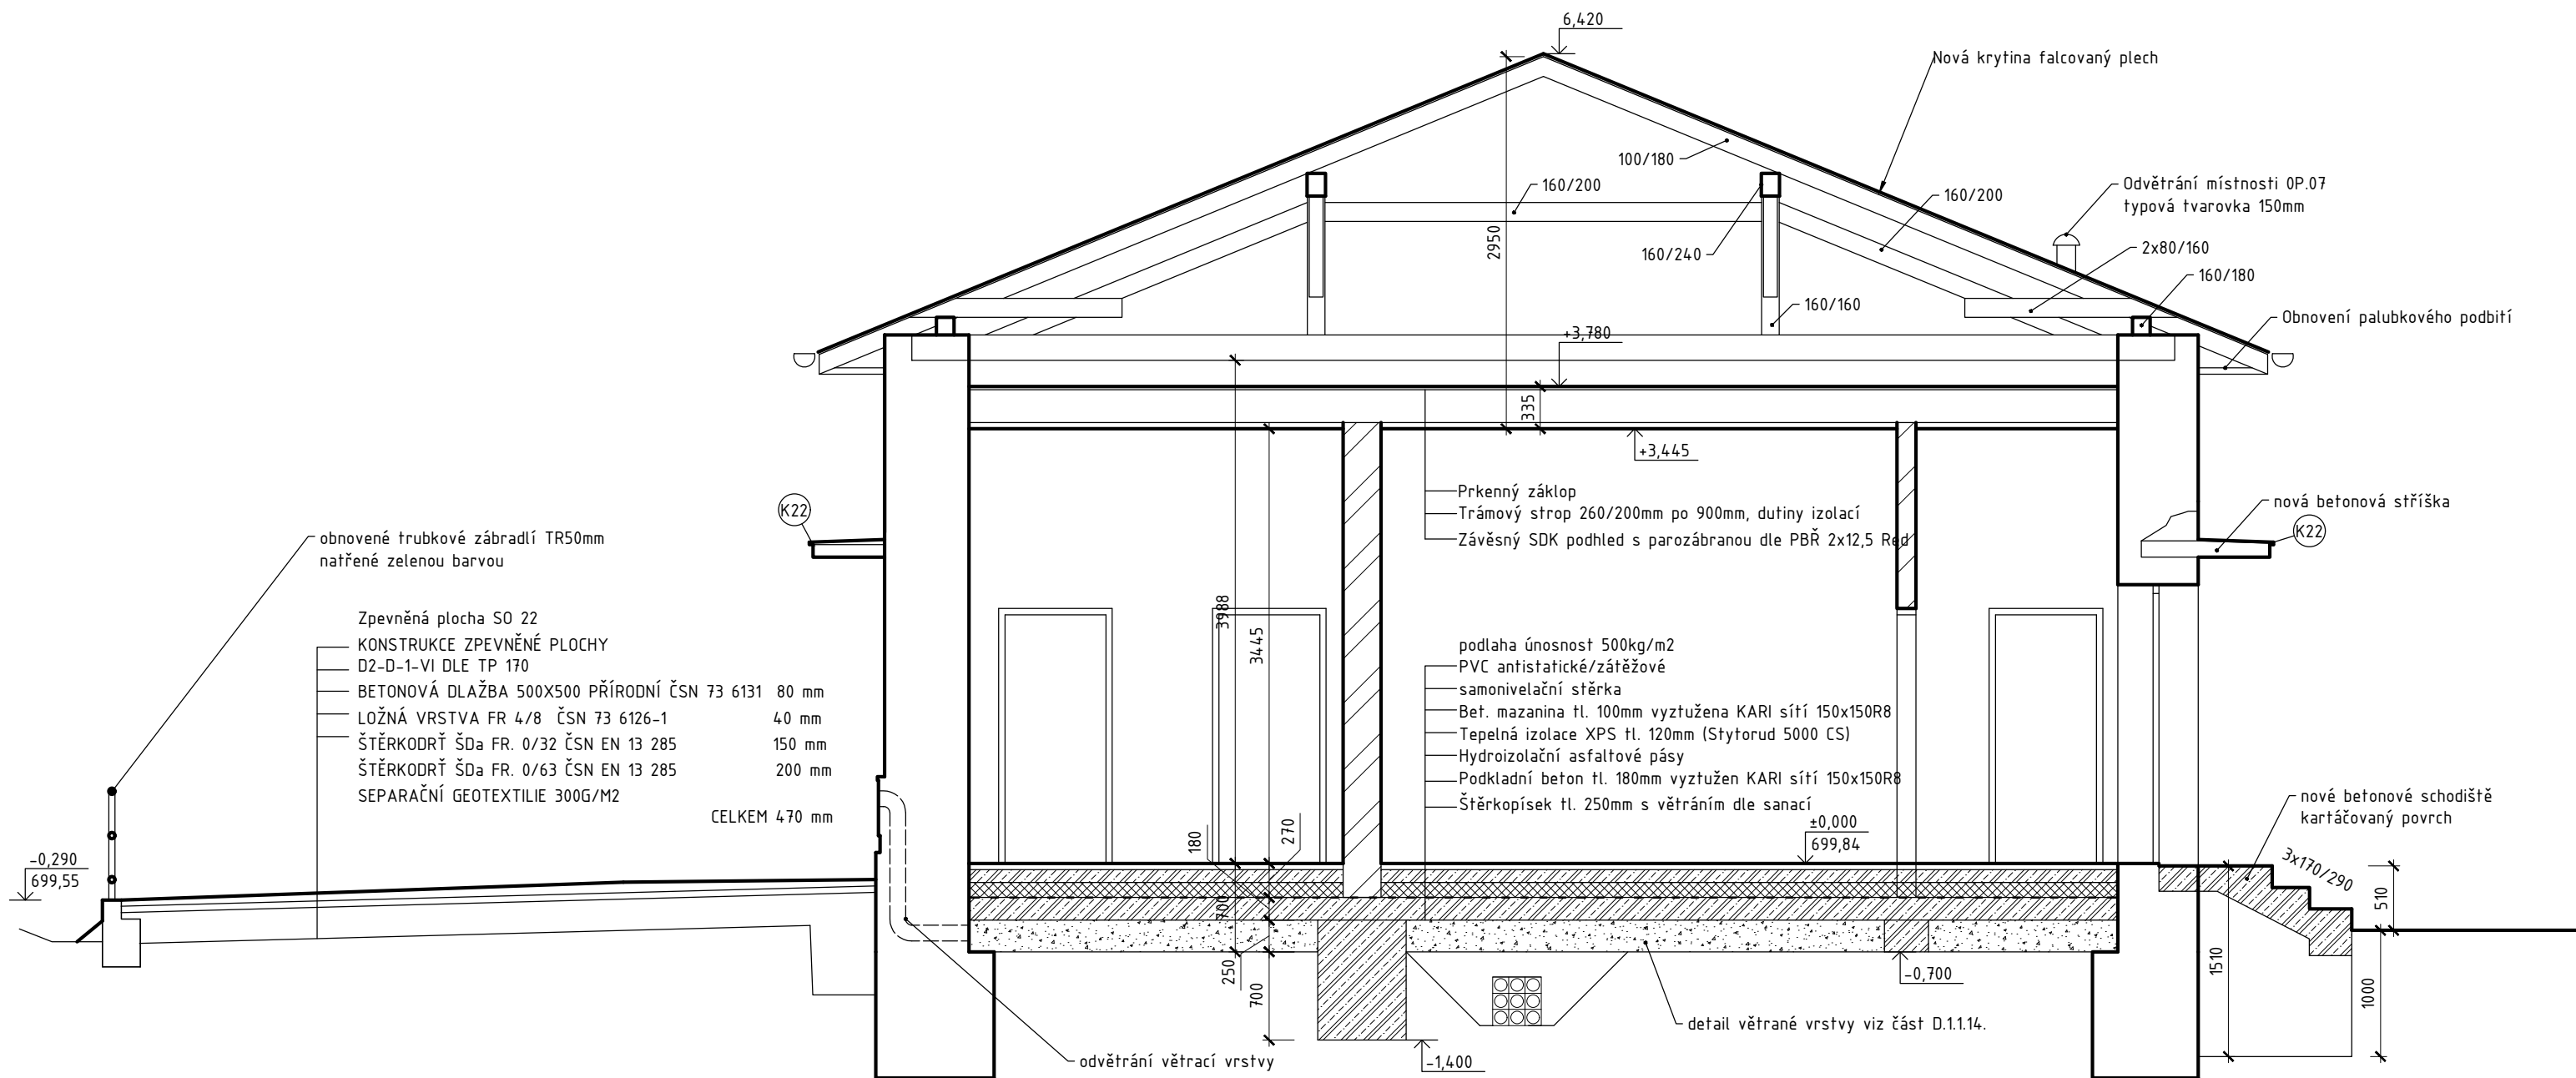 6,420
Nová krytina falcovaný plech
100/180
160/200
160/200
Odvětrání místnosti 0P.07
typová tvarovka 150mm
2950
160/240
2x80/160
160/180
160/160
Obnovení palubkového podbití
+3,780
335
+3,445
Prkenný záklop
Trámový strop 260/200mm po 900mm, dutiny izolací
Závěsný SDK podhled s parozábranou dle PBŘ 2x12,5 Red
K22
nová betonová stříška
K22
obnovené trubkové zábradlí TR50mm
natřené zelenou barvou
Zpevněná plocha SO 22
KONSTRUKCE ZPEVNĚNÉ PLOCHY
D2-D-1-VI DLE TP 170
BETONOVÁ DLAŽBA 500X500 PŘÍRODNÍ ČSN 73 6131 80 mm
LOŽNÁ VRSTVA FR 4/8 ČSN 73 6126-1 40 mm
ŠTĚRKODRŤ ŠDa FR. 0/32 ČSN EN 13 285 150 mm
ŠTĚRKODRŤ ŠDa FR. 0/63 ČSN EN 13 285 200 mm
SEPARAČNÍ GEOTEXTILIE 300G/M2
CELKEM 470 mm
3988
3445
podlaha únosnost 500kg/m2
PVC antistatické/zátěžové
samonivelační stěrka
Bet. mazanina tl. 100mm vyztužena KARI sítí 150x150R8
Tepelná izolace XPS tl. 120mm (Stytorud 5000 CS)
Hydroizolační asfaltové pásy
Podkladní beton tl. 180mm vyztužen KARI sítí 150x150R8
Štěrkopísek tl. 250mm s větráním dle sanací
±0,000
699,84
180
270
nové betonové schodiště
kartáčovaný povrch
-0,290
699,55
3x170/290
510
700
250
700
-0,700
1510
1000
detail větrané vrstvy viz část D.1.1.14.
odvětrání větrací vrstvy
-1,400